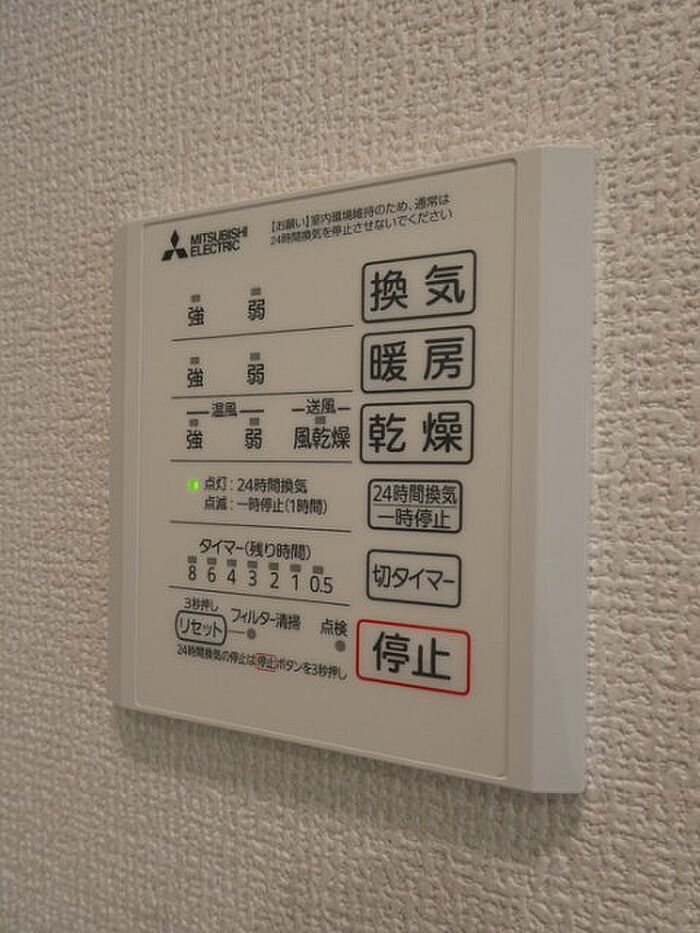 MITSUBISHI
ELECTRIC
【お願い】室内環境維持のため、通常は
24時間換気を停止させないでください
強 弱 換気
強 弱 暖房
温風 送風
強 弱 風乾燥 乾燥
点灯：24時間換気
点滅：一時停止(1時間)
24時間換気
一時停止
タイマー(残り時間)
8 6 4 3 2 1 0.5
切タイマー
3秒押し
リセット フィルター清掃 点検
24時間換気の停止は停止ボタンを3秒押し
停止